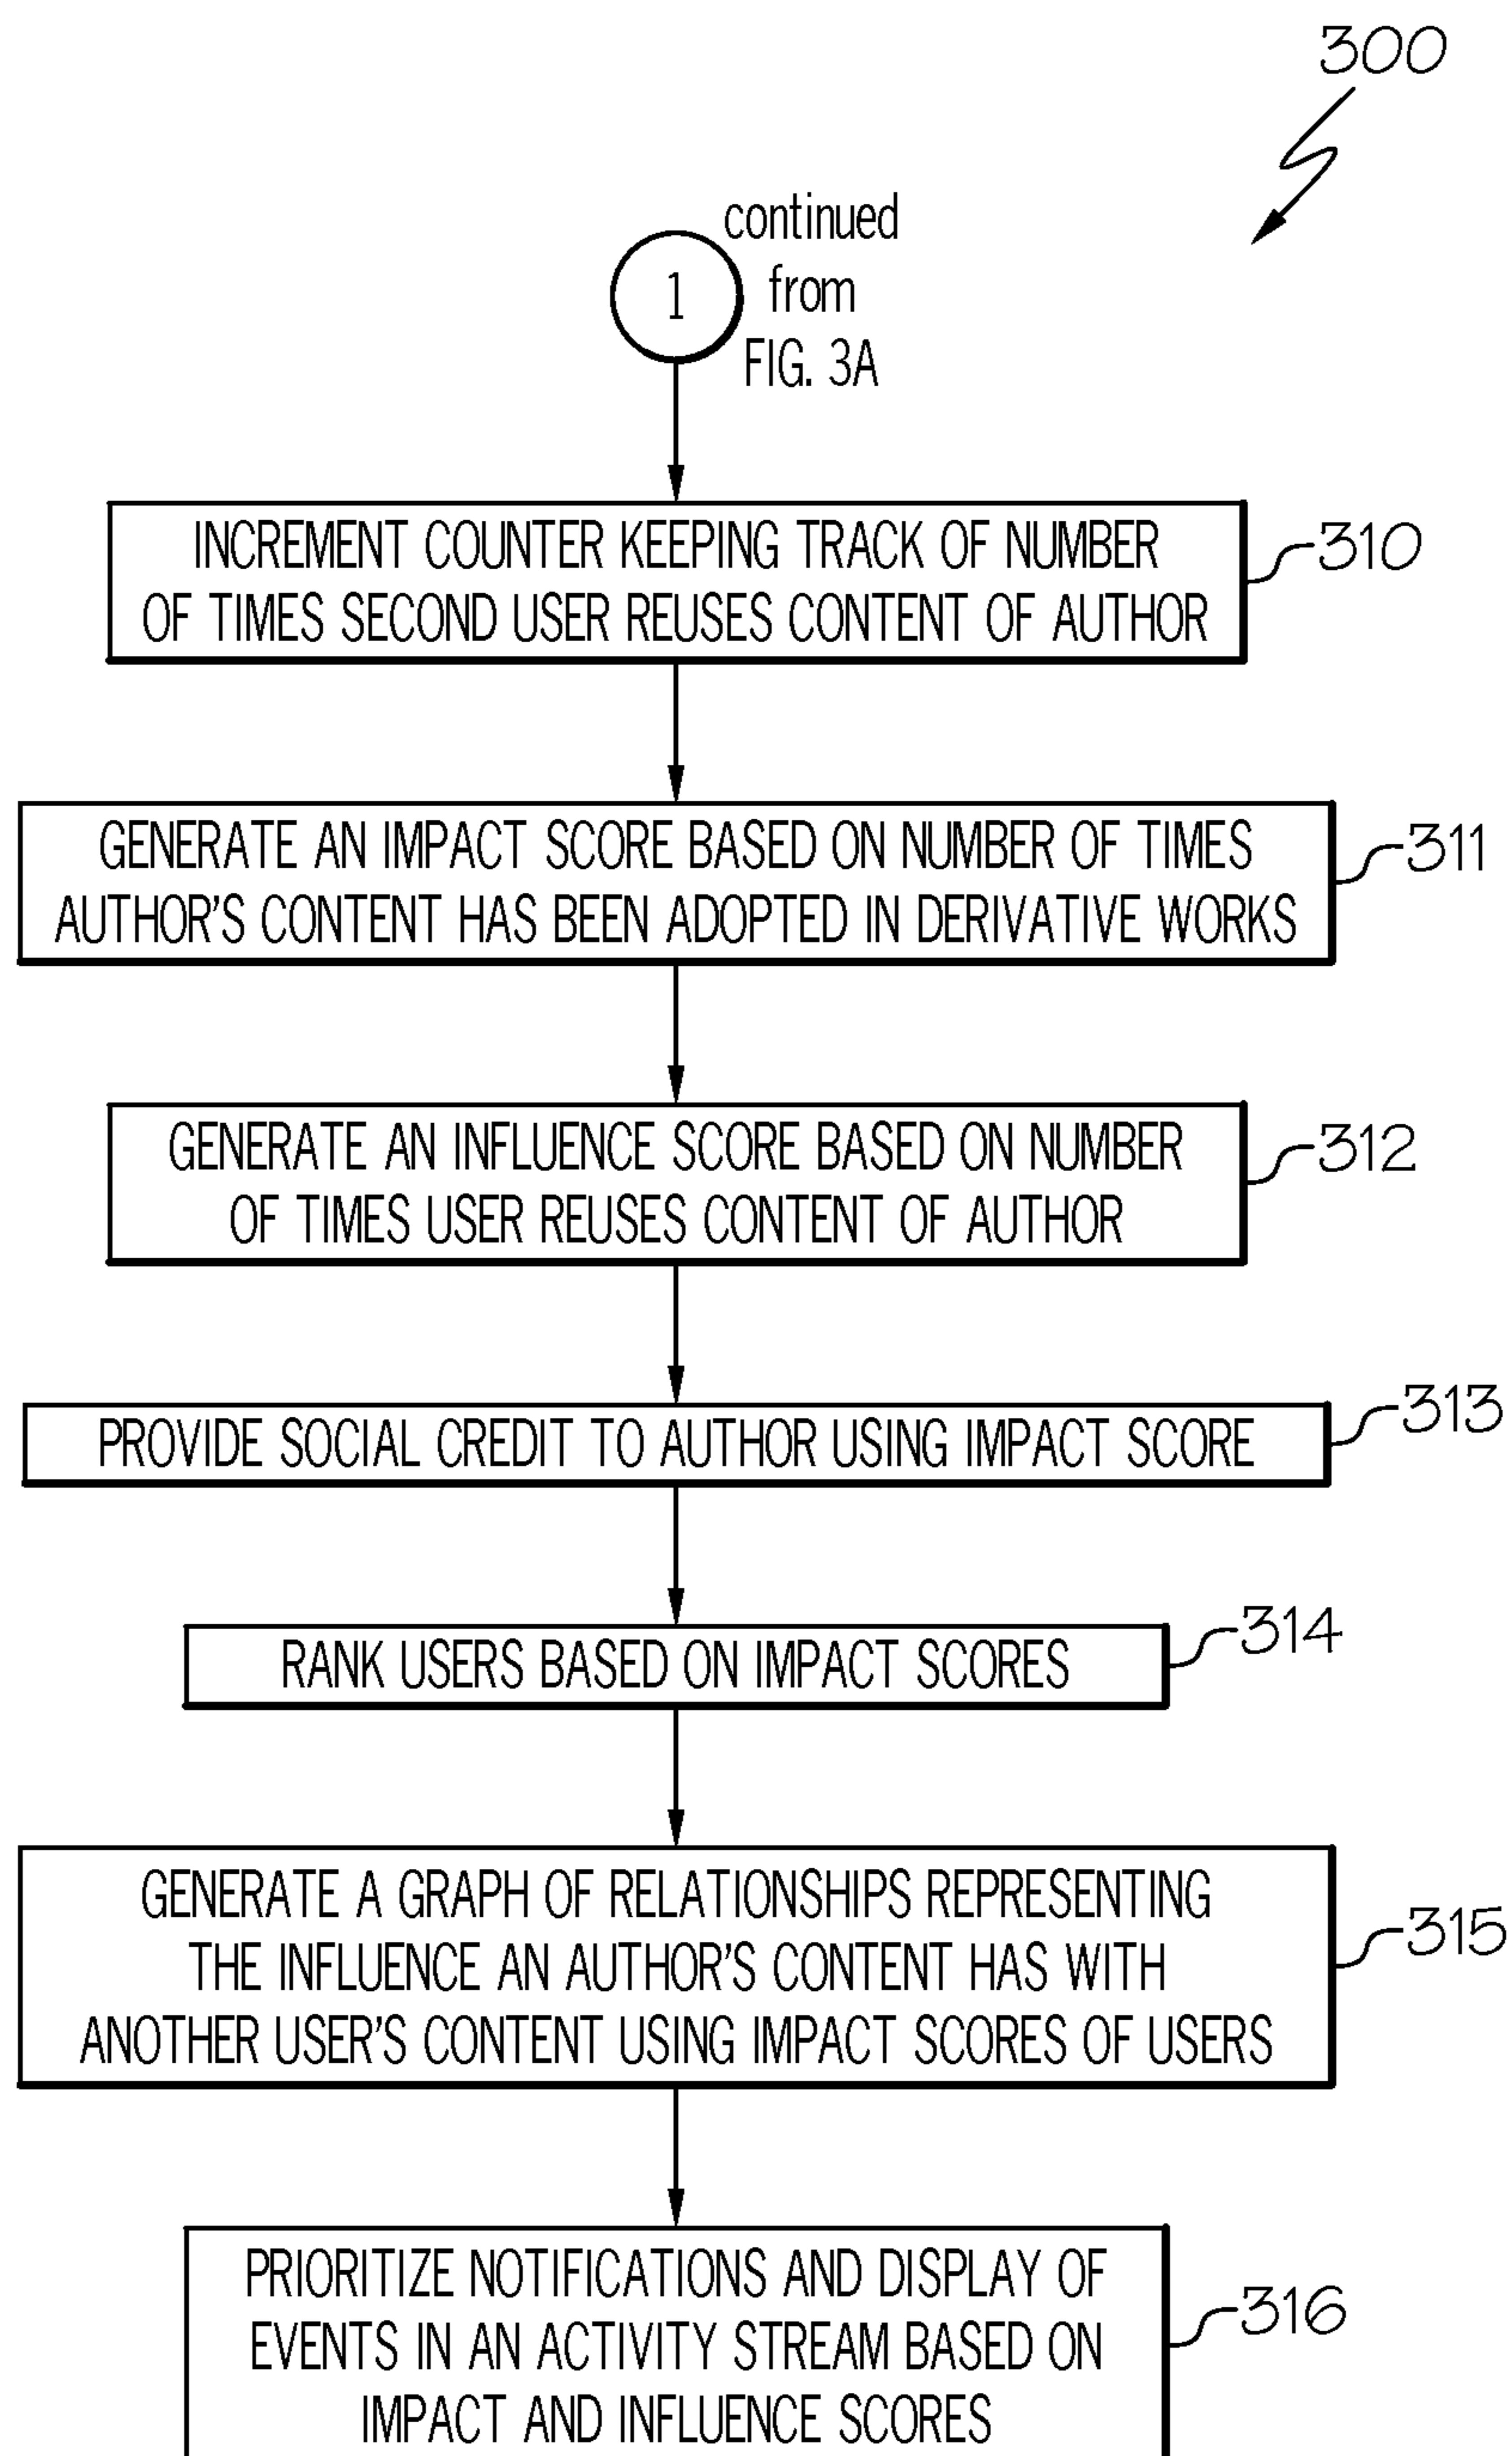 300
continued
from
FIG. 3A
1
INCREMENT COUNTER KEEPING TRACK OF NUMBER
OF TIMES SECOND USER REUSES CONTENT OF AUTHOR
310
GENERATE AN IMPACT SCORE BASED ON NUMBER OF TIMES
AUTHOR'S CONTENT HAS BEEN ADOPTED IN DERIVATIVE WORKS
311
GENERATE AN INFLUENCE SCORE BASED ON NUMBER
OF TIMES USER REUSES CONTENT OF AUTHOR
312
PROVIDE SOCIAL CREDIT TO AUTHOR USING IMPACT SCORE
313
RANK USERS BASED ON IMPACT SCORES
314
GENERATE A GRAPH OF RELATIONSHIPS REPRESENTING
THE INFLUENCE AN AUTHOR'S CONTENT HAS WITH
ANOTHER USER'S CONTENT USING IMPACT SCORES OF USERS
315
PRIORITIZE NOTIFICATIONS AND DISPLAY OF
EVENTS IN AN ACTIVITY STREAM BASED ON
IMPACT AND INFLUENCE SCORES
316